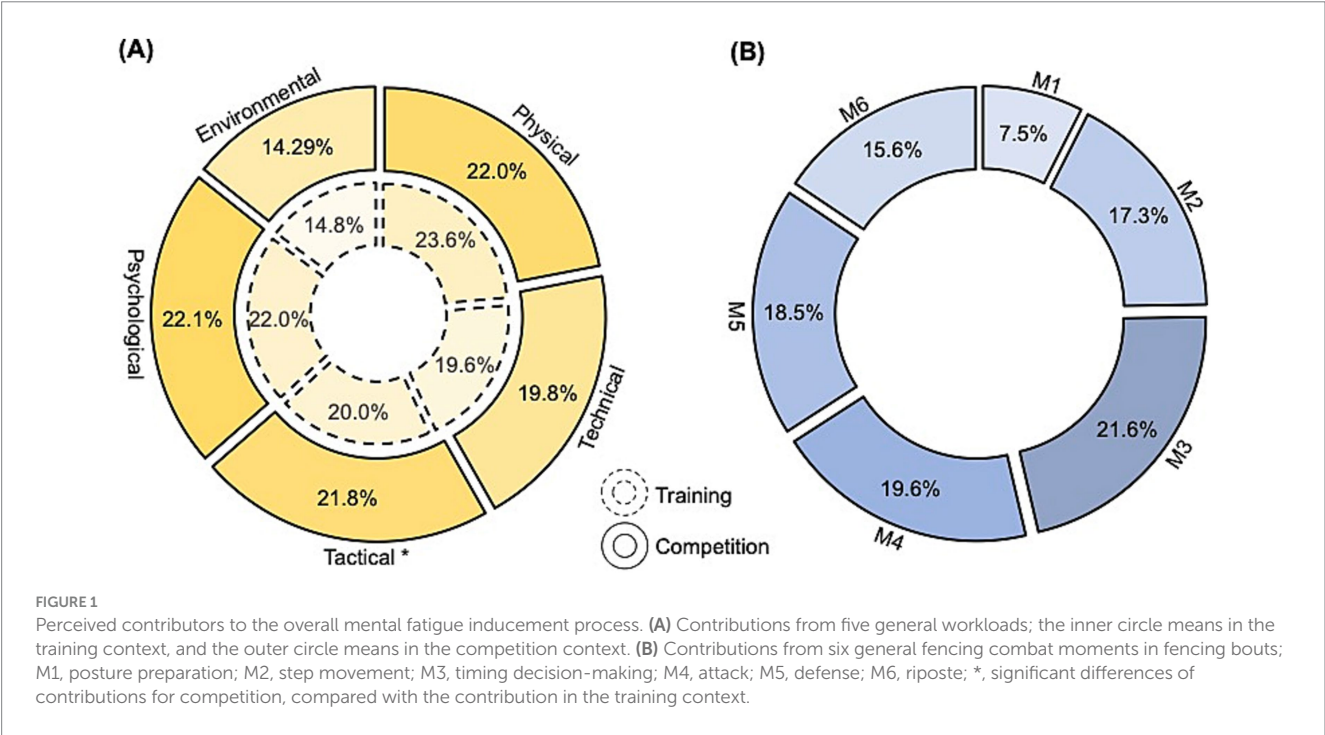 (A)
Environmental
14.29%
Physical
22.0%
14.8%
23.6%
Psychological
22.1%
22.0%
19.6%
Technical
19.8%
20.0%
21.8%
Tactical *
Training
Competition
(B)
M1
7.5%
M6
15.6%
M2
17.3%
M5
18.5%
M3
21.6%
M4
19.6%
FIGURE 1
Perceived contributors to the overall mental fatigue inducement process. (A) Contributions from five general workloads; the inner circle means in the
training context, and the outer circle means in the competition context. (B) Contributions from six general fencing combat moments in fencing bouts;
M1, posture preparation; M2, step movement; M3, timing decision-making; M4, attack; M5, defense; M6, riposte; *, significant differences of
contributions for competition, compared with the contribution in the training context.